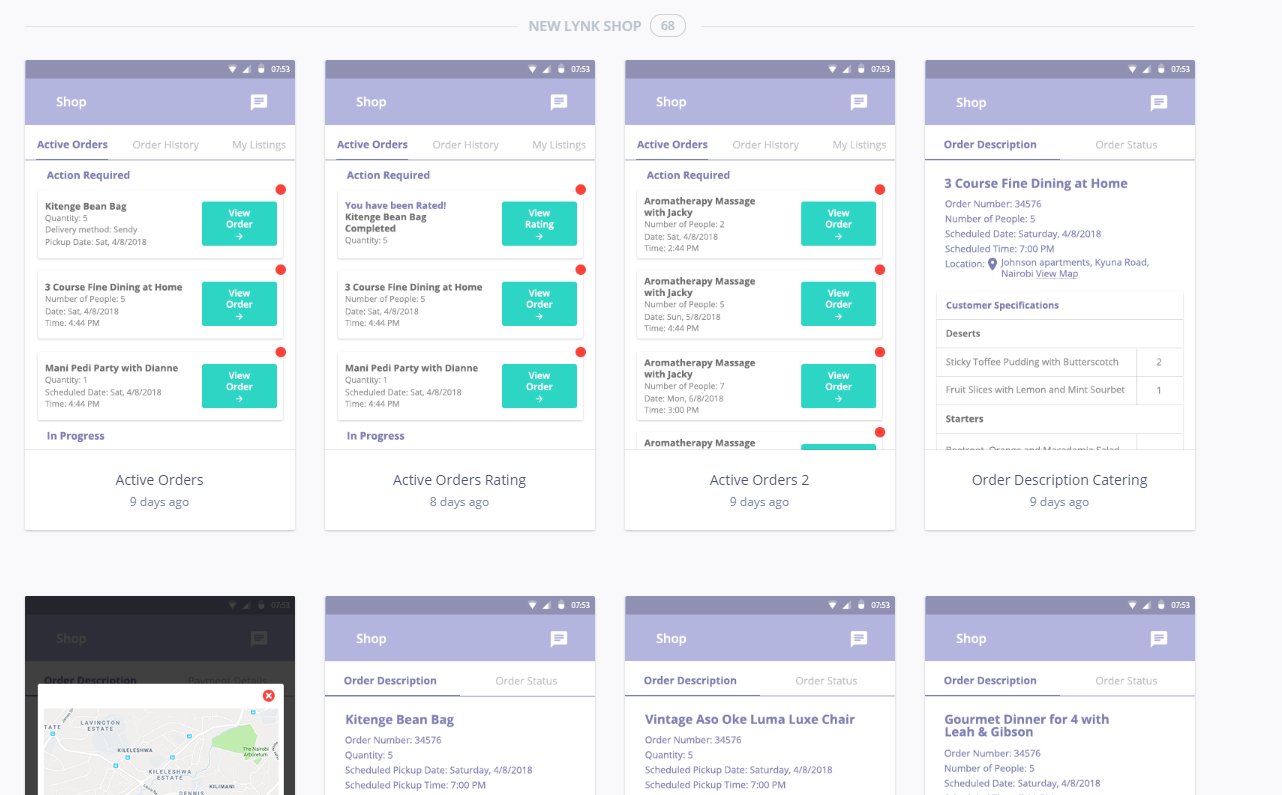 NEW LYNK SHOP 68
07:53
Shop
Active Orders Order History My Listings
Action Required
Kitenge Bean Bag
Quantity: 5
Delivery method: Sendy
Pickup Date: Sat, 4/8/2018
View
Order
→
3 Course Fine Dining at Home
Number of People: 5
Date: Sat, 4/8/2018
Time: 4:44 PM
View
Order
→
Mani Pedi Party with Dianne
Quantity: 1
Scheduled Date: Sat, 4/8/2018
Time: 4:44 PM
View
Order
→
In Progress
Active Orders
9 days ago
07:53
Shop
Active Orders Order History My Listings
Action Required
You have been Rated!
Kitenge Bean Bag
Completed
Quantity: 5
View
Rating
→
3 Course Fine Dining at Home
Number of People: 5
Date: Sat, 4/8/2018
Time: 4:44 PM
View
Order
→
Mani Pedi Party with Dianne
Quantity: 1
Scheduled Date: Sat, 4/8/2018
Time: 4:44 PM
View
Order
→
In Progress
Active Orders Rating
8 days ago
07:53
Shop
Active Orders Order History My Listings
Action Required
Aromatherapy Massage
with Jacky
Number of People: 2
Date: Sat, 4/8/2018
Time: 2:44 PM
View
Order
→
Aromatherapy Massage
with Jacky
Number of People: 5
Date: Sun, 5/8/2018
Time: 4:44 PM
View
Order
→
Aromatherapy Massage
with Jacky
Number of People: 7
Date: Mon, 6/8/2018
Time: 3:00 PM
View
Order
→
Aromatherapy Massage
Active Orders 2
9 days ago
07:53
Shop
Order Description Order Status
3 Course Fine Dining at Home
Order Number: 34576
Number of People: 5
Scheduled Date: Saturday, 4/8/2018
Scheduled Time: 7:00 PM
Location: Johnson apartments, Kyuna Road,
Nairobi View Map
Customer Specifications
Deserts
Sticky Toffee Pudding with Butterscotch 2
Fruit Slices with Lemon and Mint Sourbet 1
Starters
Beetroot, Orange and Macadamia Salad
Order Description Catering
9 days ago
07:53
Shop
Order Description Payment Details
LAVINGTON
ESTATE
TATE
KILELESHWA
The Nairobi
Arboretum
KILELESHWA
ESTATE
KILIMANI
DENNIS
07:53
Shop
Order Description Order Status
Kitenge Bean Bag
Order Number: 34576
Quantity: 5
Scheduled Pickup Date: Saturday, 4/8/2018
Scheduled Pickup Time: 7:00 PM
07:53
Shop
Order Description Order Status
Vintage Aso Oke Luma Luxe Chair
Order Number: 34576
Quantity: 5
Scheduled Pickup Date: Saturday, 4/8/2018
Scheduled Pickup Time: 7:00 PM
07:53
Shop
Order Description Order Status
Gourmet Dinner for 4 with
Leah & Gibson
Order Number: 34576
Number of People: 5
Scheduled Date: Saturday, 4/8/2018